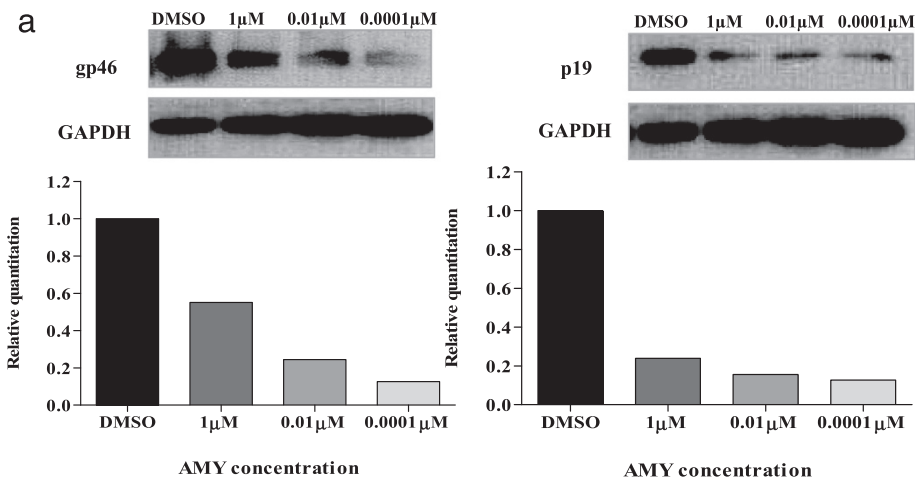 a
DMSO 1μM 0.01μM 0.0001μM
gp46
GAPDH
1.2
1.0
0.8
0.6
0.4
0.2
0.0
Relative quantitation
DMSO 1μM 0.01μM 0.0001 μM
AMY concentration
DMSO 1μM 0.01μM 0.0001μM
p19
GAPDH
1.2
1.0
0.8
0.6
0.4
0.2
0.0
Relative quantitation
DMSO 1μM 0.01μM 0.0001μM
AMY concentration